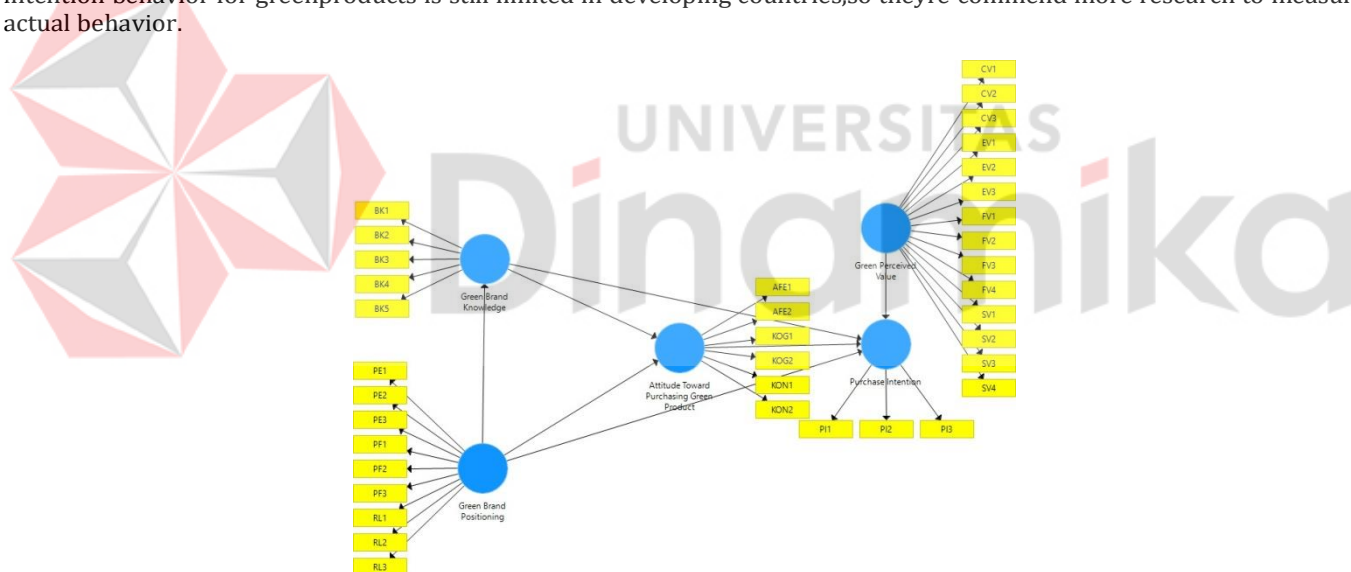 intention behavior for greenproducts is still limited in developing countries,so theyre commend more research to measu
actual behavior.
UNIVERSITAS
Dinamika
CV1
CV2
CV3
EV1
EV2
EV3
FV1
FV2
FV3
FV4
SV1
SV2
SV3
SV4
Green Perceived
Value
BK1
BK2
BK3
BK4
BK5
Green Brand
Knowledge
AFE1
AFE2
KOG1
KOG2
KON1
KON2
Attitude Toward
Purchasing Green
Product
Purchase Intention
PI1
PI2
PI3
PE1
PE2
PE3
PF1
PF2
PF3
RL1
RL2
RL3
Green Brand
Positioning